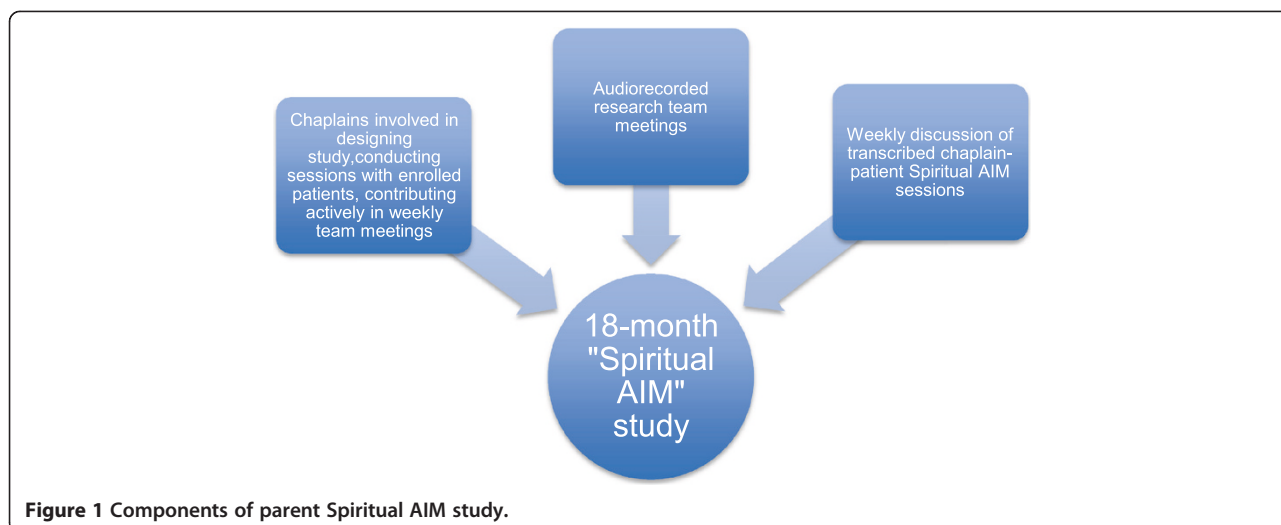 Chaplains involved in
designing
study,conducting
sessions with enrolled
patients, contributing
actively in weekly
team meetings
Audiorecorded
research team
meetings
Weekly discussion of
transcribed chaplain-
patient Spiritual AIM
sessions
18-month
"Spiritual
AIM"
study
Figure 1 Components of parent Spiritual AIM study.